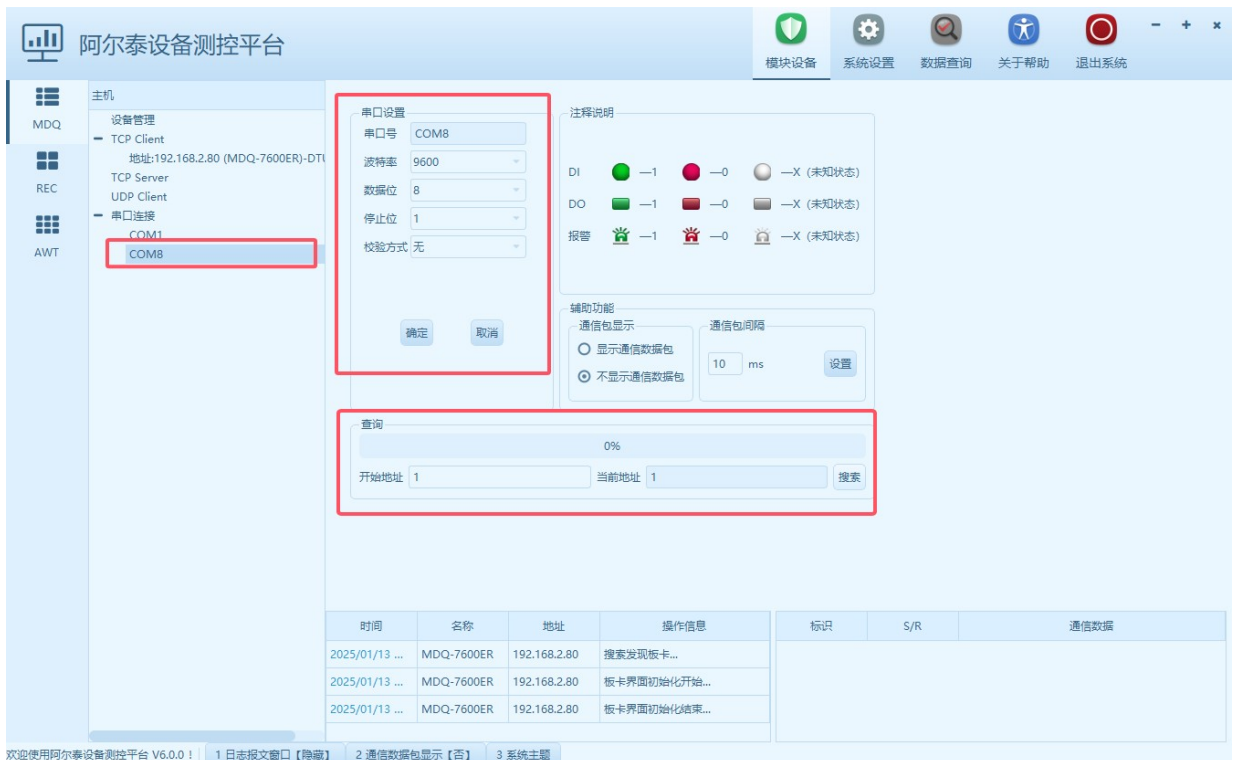 阿尔泰设备测控平台
模块设备 系统设置 数据查询 关于帮助 退出系统
MDQ
REC
AWT
主机
设备管理
TCP Client
地址:192.168.2.80 (MDQ-7600ER)-DTU
TCP Server
UDP Client
串口连接
COM1
COM8
串口设置
串口号 COM8
波特率 9600
数据位 8
停止位 1
校验方式 无
确定 取消
注释说明
DI —1 —0 —X (未知状态)
DO —1 —0 —X (未知状态)
报警 —1 —0 —X (未知状态)
辅助功能
通信包显示
显示通信数据包
不显示通信数据包
通信包间隔
10 ms 设置
查询
0%
开始地址 1 当前地址 1 搜索
时间 名称 地址 操作信息
2025/01/13 ... MDQ-7600ER 192.168.2.80 搜索发现板卡...
2025/01/13 ... MDQ-7600ER 192.168.2.80 板卡界面初始化开始...
2025/01/13 ... MDQ-7600ER 192.168.2.80 板卡界面初始化结束...
标识 S/R 通信数据
欢迎使用阿尔泰设备测控平台 V6.0.0 ! 1 日志报文窗口【隐藏】 2 通信数据包显示【否】 3 系统主题